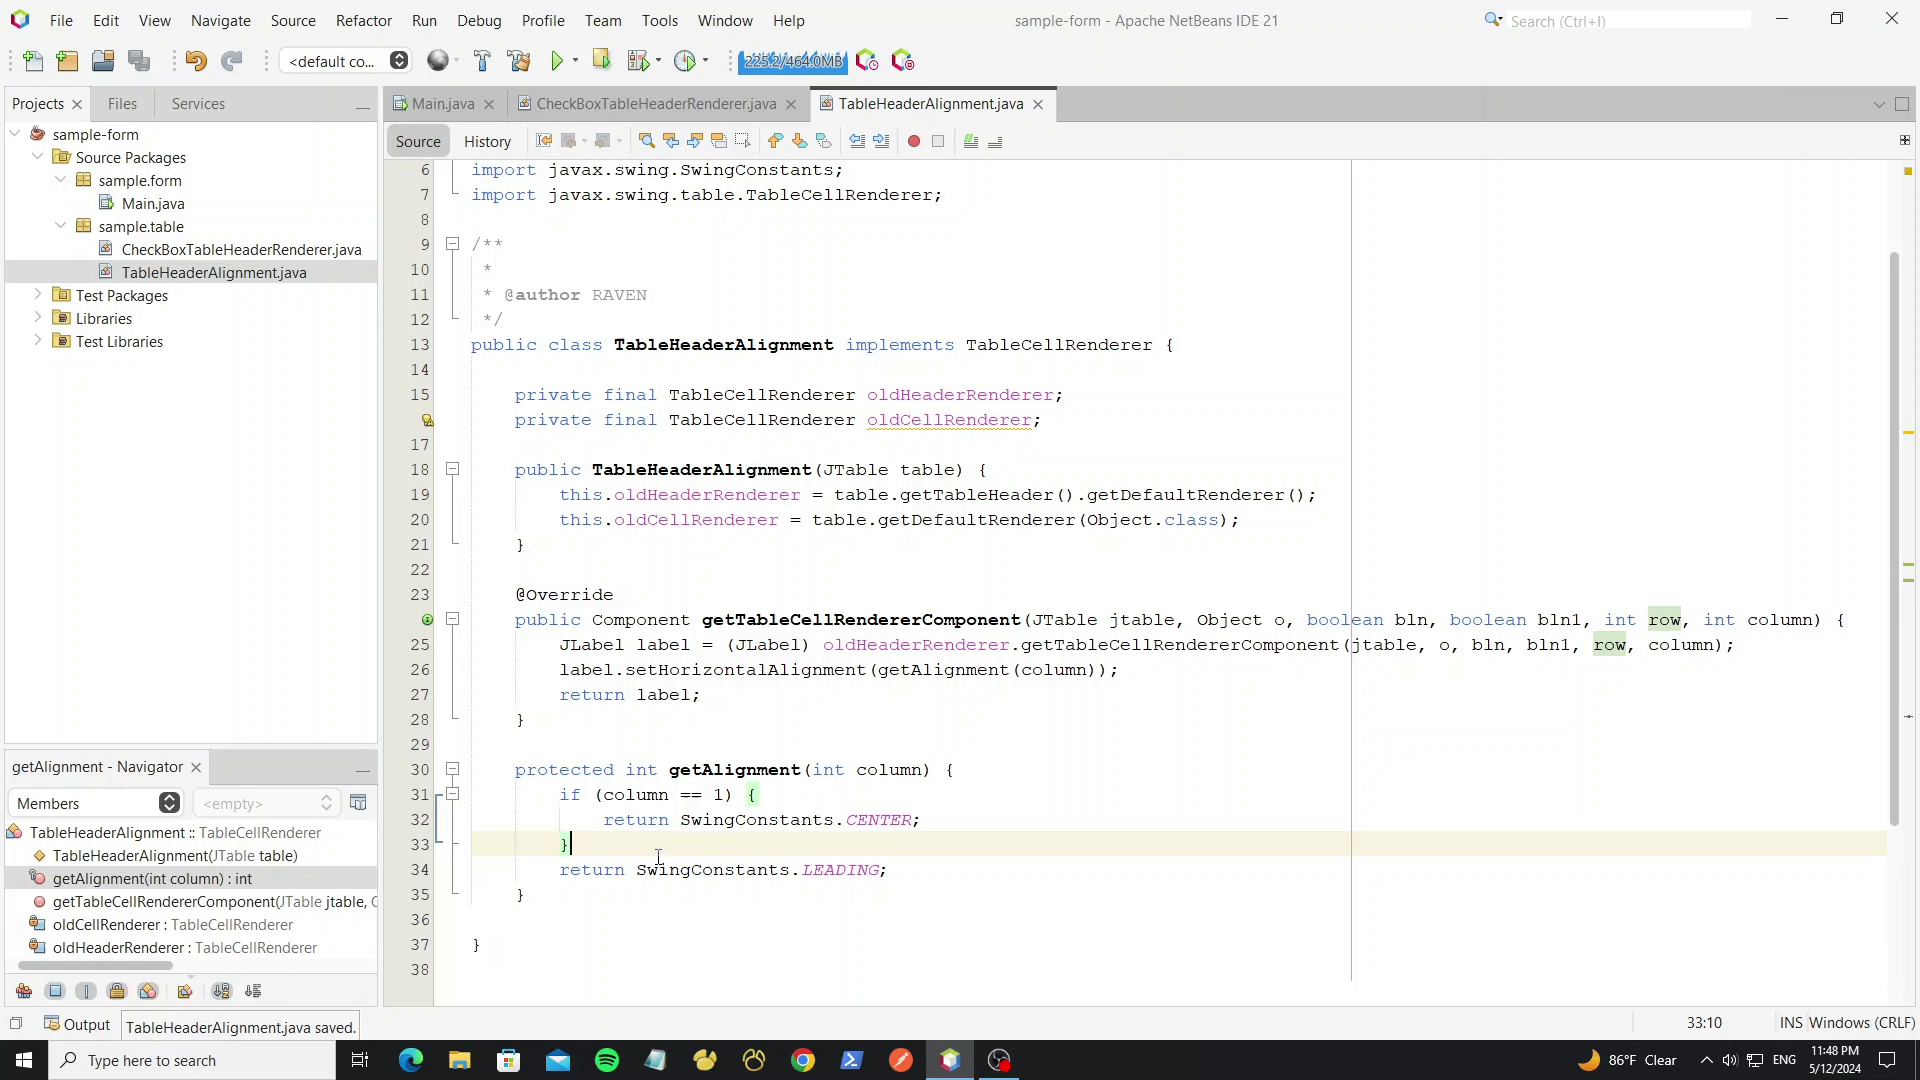 File Edit View Navigate Source Refactor Run Debug Profile Team Tools Window Help
sample-form - Apache NetBeans IDE 21
Search (Ctrl+I)
<default co...
225.2/464.0MB
Projects Files Services
Main.java CheckBoxTableHeaderRenderer.java TableHeaderAlignment.java
Source History
sample-form
Source Packages
sample.form
Main.java
sample.table
CheckBoxTableHeaderRenderer.java
TableHeaderAlignment.java
Test Packages
Libraries
Test Libraries
6 import javax.swing.SwingConstants;
7 import javax.swing.table.TableCellRenderer;
8
9 /**
10 *
11 * @author RAVEN
12 */
13 public class TableHeaderAlignment implements TableCellRenderer {
14
15 private final TableCellRenderer oldHeaderRenderer;
private final TableCellRenderer oldCellRenderer;
17
18 public TableHeaderAlignment(JTable table) {
19 this.oldHeaderRenderer = table.getTableHeader().getDefaultRenderer();
20 this.oldCellRenderer = table.getDefaultRenderer(Object.class);
21 }
22
23 @Override
public Component getTableCellRendererComponent(JTable jtable, Object o, boolean bln, boolean bln1, int row, int column) {
25 JLabel label = (JLabel) oldHeaderRenderer.getTableCellRendererComponent(jtable, o, bln, bln1, row, column);
26 label.setHorizontalAlignment(getAlignment(column));
27 return label;
28 }
29
30 protected int getAlignment(int column) {
31 if (column == 1) {
32 return SwingConstants.CENTER;
33 }
34 return SwingConstants.LEADING;
35 }
36
37 }
38
getAlignment - Navigator
Members
<empty>
TableHeaderAlignment :: TableCellRenderer
TableHeaderAlignment(JTable table)
getAlignment(int column) : int
getTableCellRendererComponent(JTable jtable, O
oldCellRenderer : TableCellRenderer
oldHeaderRenderer : TableCellRenderer
Output
TableHeaderAlignment.java saved.
33:10
INS Windows (CRLF)
Type here to search
86°F Clear
ENG
11:48 PM
5/12/2024